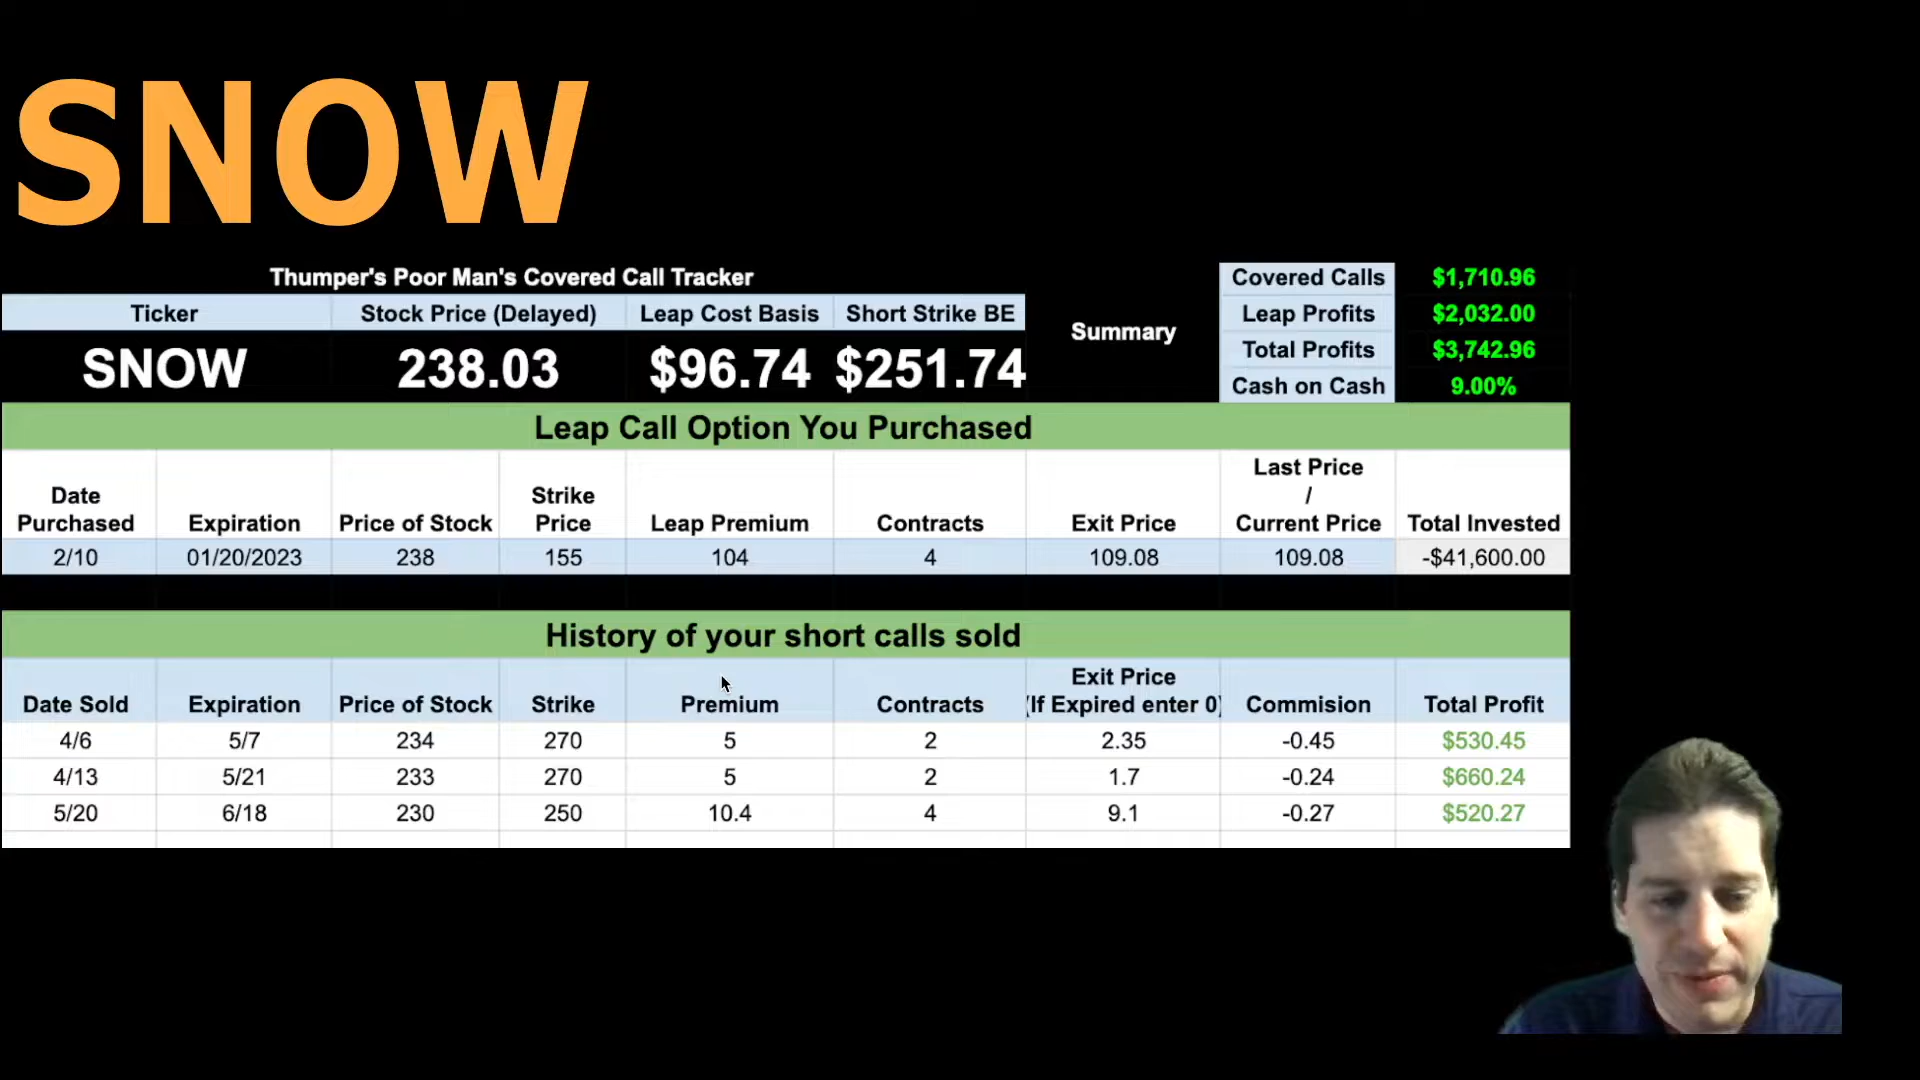 SNOW
Thumper's Poor Man's Covered Call Tracker
Ticker Stock Price (Delayed) Leap Cost Basis Short Strike BE
SNOW 238.03 $96.74 $251.74
Summary
Covered Calls $1,710.96
Leap Profits $2,032.00
Total Profits $3,742.96
Cash on Cash 9.00%
Leap Call Option You Purchased
Date Purchased Expiration Price of Stock Strike Price Leap Premium Contracts Exit Price Last Price / Current Price Total Invested
2/10 01/20/2023 238 155 104 4 109.08 109.08 -$41,600.00
History of your short calls sold
Date Sold Expiration Price of Stock Strike Premium Contracts Exit Price (If Expired enter 0) Commision Total Profit
4/6 5/7 234 270 5 2 2.35 -0.45 $530.45
4/13 5/21 233 270 5 2 1.7 -0.24 $660.24
5/20 6/18 230 250 10.4 4 9.1 -0.27 $520.27